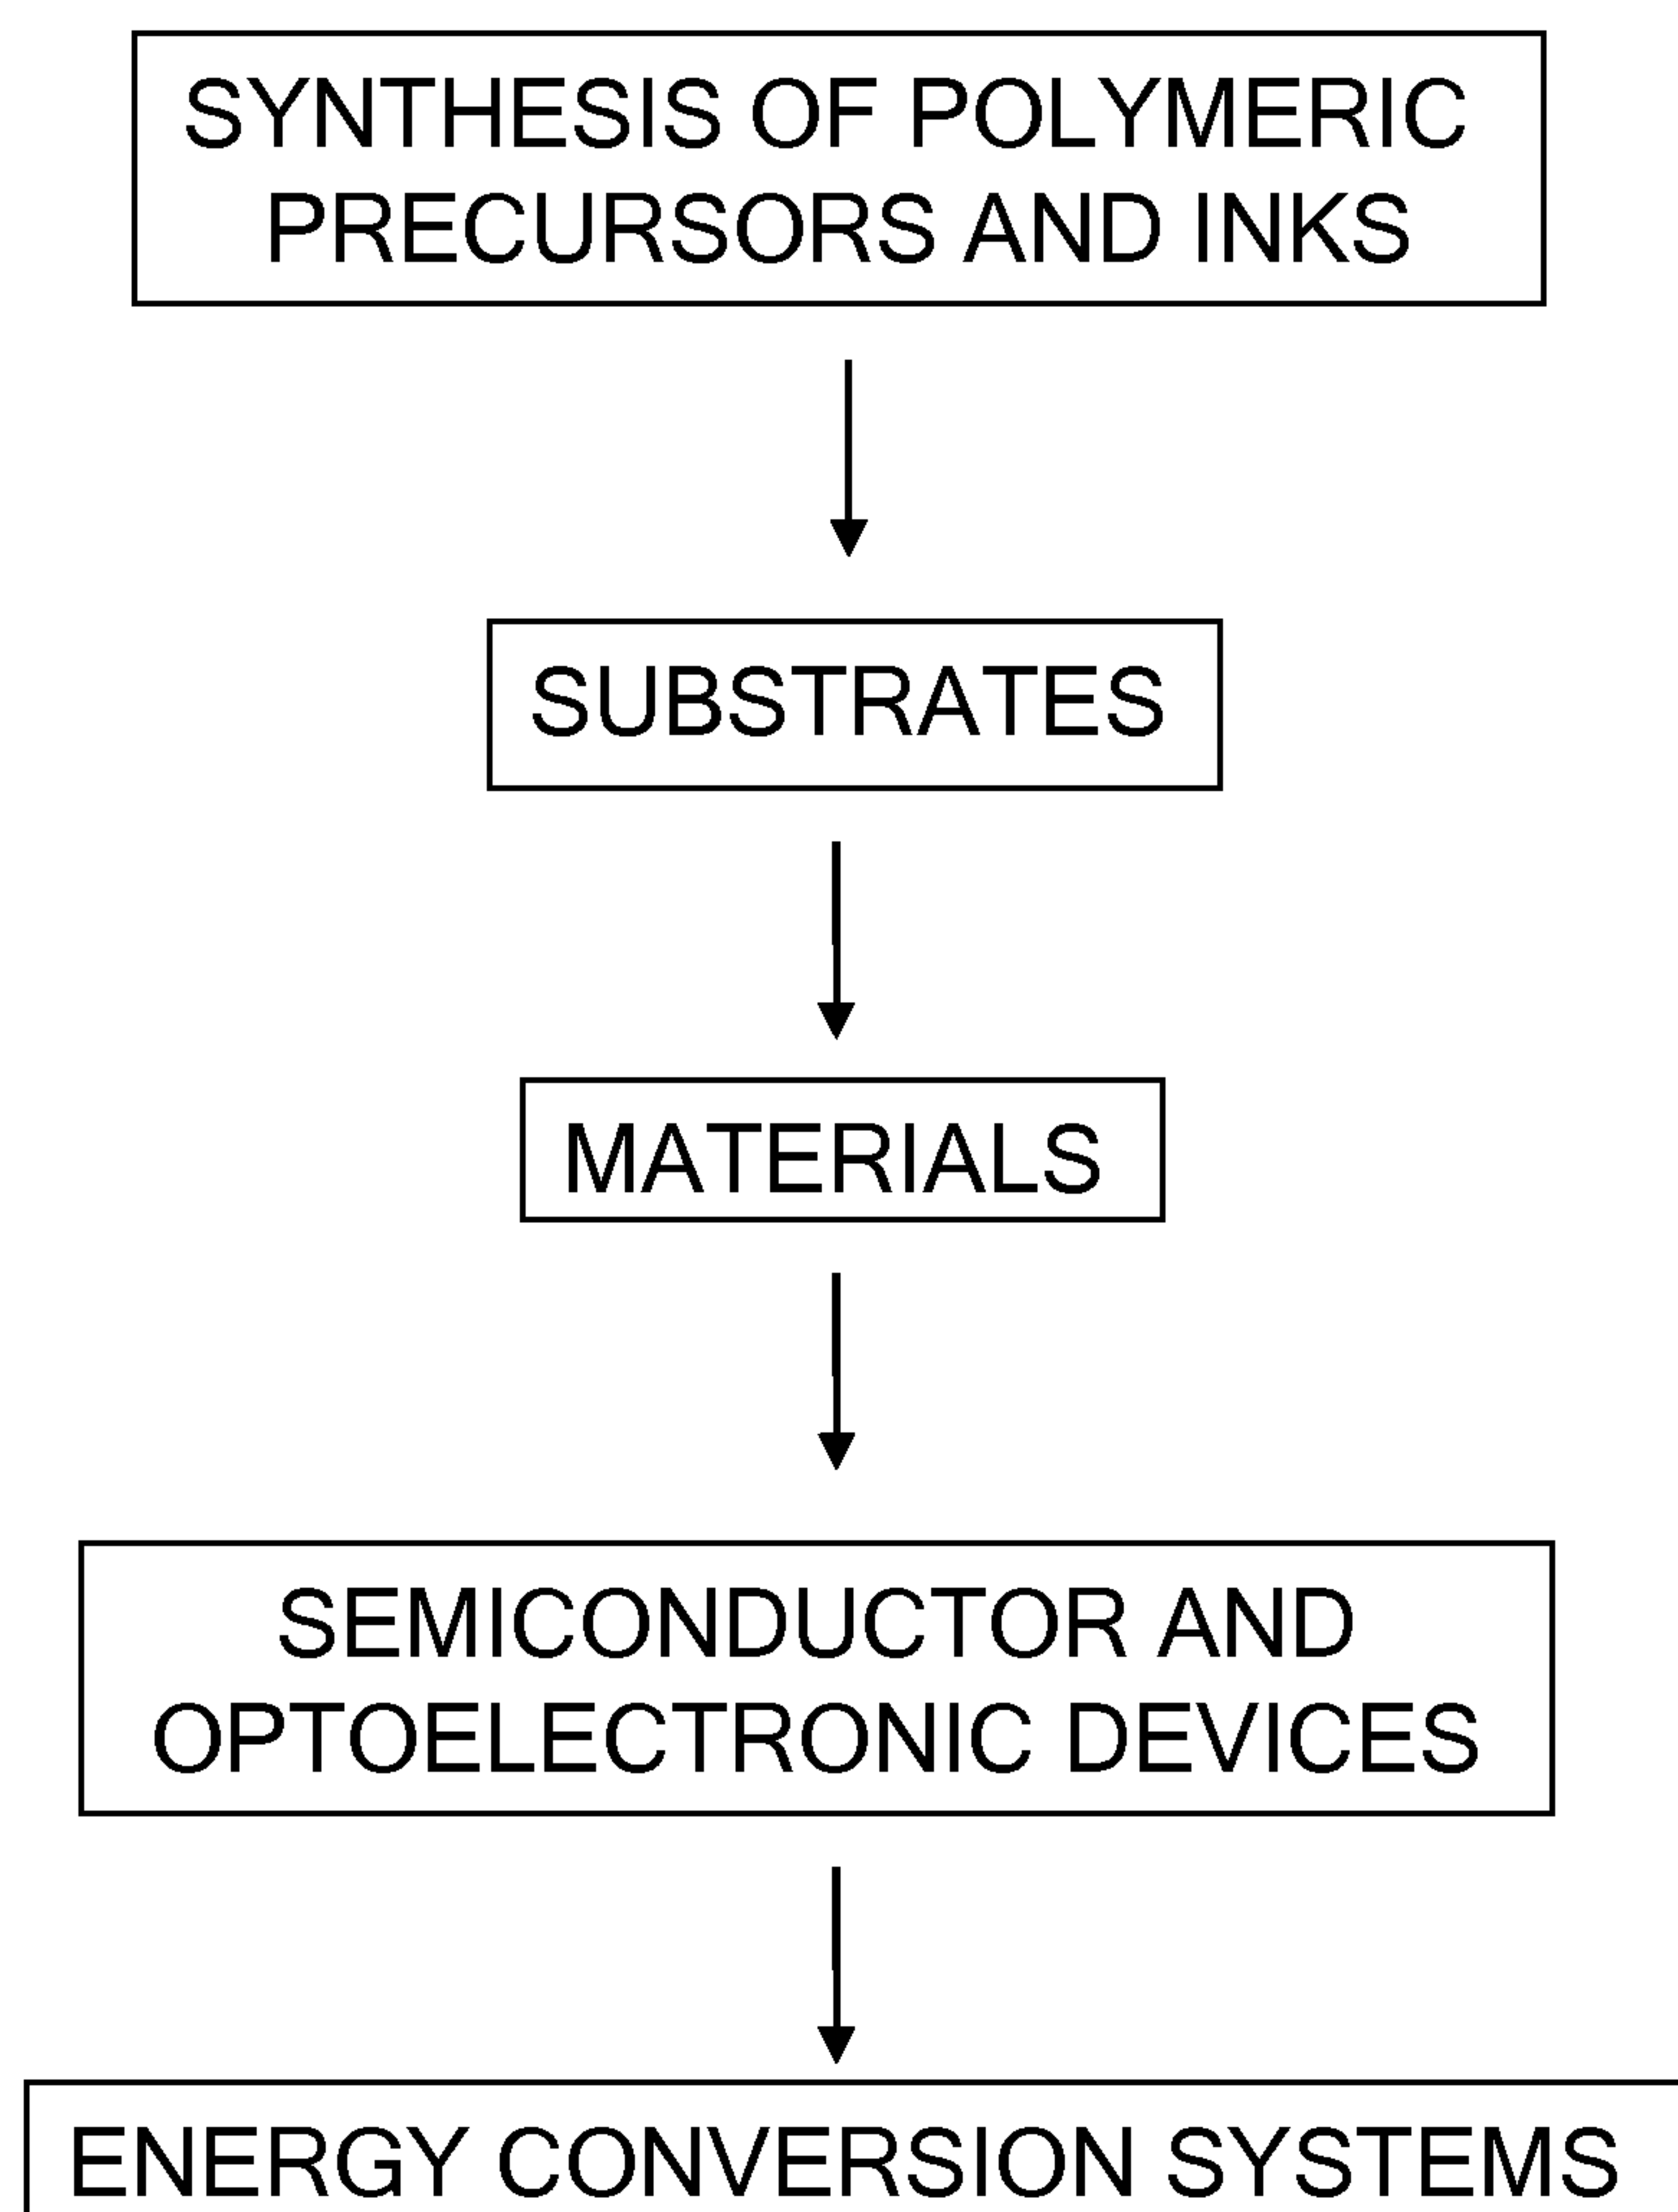 SYNTHESIS OF POLYMERIC
PRECURSORS AND INKS
SUBSTRATES
MATERIALS
SEMICONDUCTOR AND
OPTOELECTRONIC DEVICES
ENERGY CONVERSION SYSTEMS